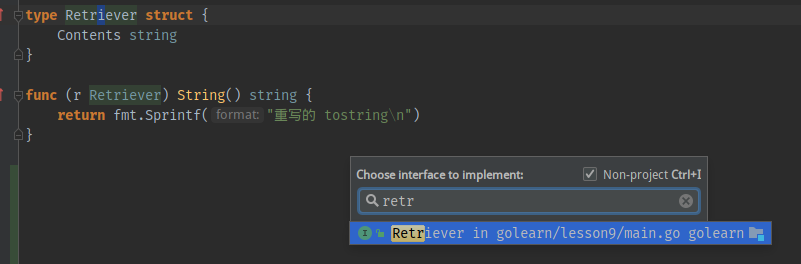 type Retriever struct {
Contents string
}
func (r Retriever) String() string {
return fmt.Sprintf( format: "重写的 tostring\n")
}
Choose interface to implement: Non-project Ctrl+I
retr
Retriever in golearn/lesson9/main.go golearn